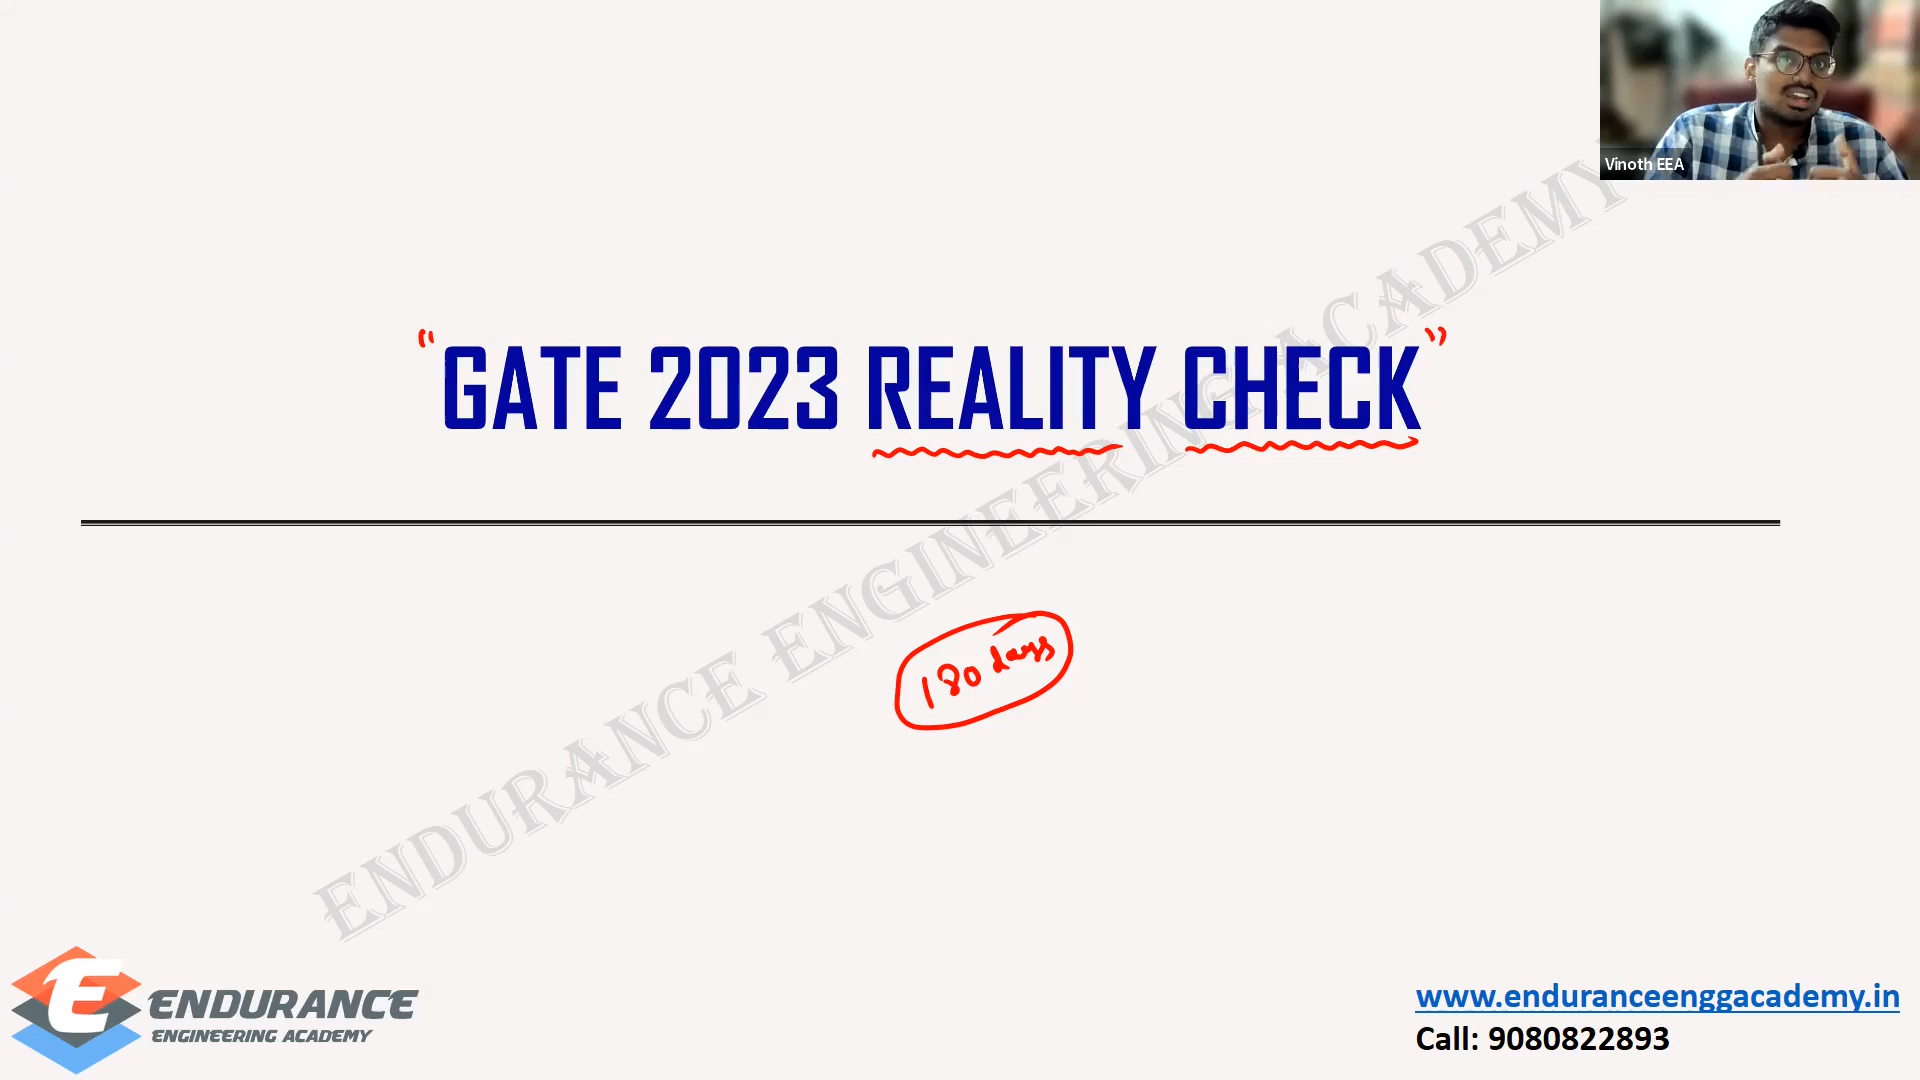 Vinoth EEA
"GATE 2023 REALITY CHECK"
180 days
ENDURANCE ENGINEERING ACADEMY
ENDURANCE
ENGINEERING ACADEMY
www.enduranceenggacademy.in
Call: 9080822893